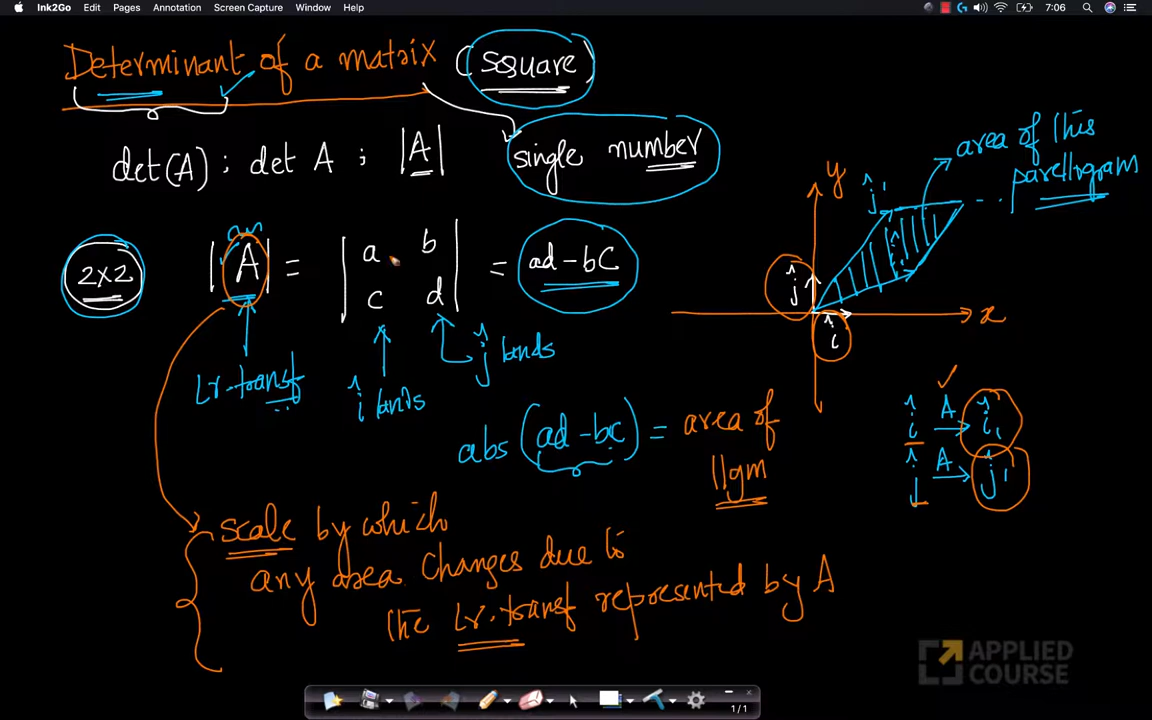 Ink2Go Edit Pages Annotation Screen Capture Window Help 7:06
Determinant of a matrix (square)
det(A) ; det A ; |A|
single number
2x2
|A| = | a b
c d | = ad - bc
lr. transf
î lands
ĵ lands
abs (ad - bc) = area of
||gm
scale by which
any area changes due to
the lr. transf represented by A
y
x
ĵ
î
ĵ'
area of this
parellogram
î A î₁
ĵ A ĵ'
APPLIED
COURSE
1/1